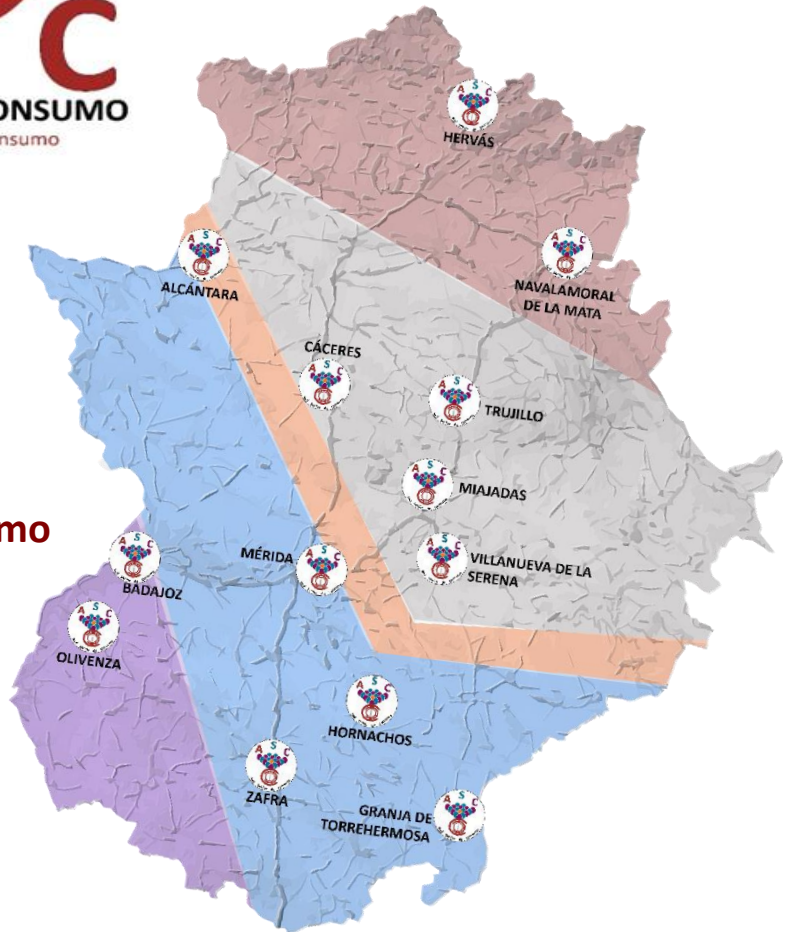 C
ONSUMO
nsumo
A S C
HERVÁS
A S C
ALCÁNTARA
A S C
NAVALAMORAL
DE LA MATA
CÁCERES
A S C
A S C
TRUJILLO
A S C
MIAJADAS
mo
A S C
BADAJOZ
MÉRIDA
A S C
A S C
VILLANUEVA DE LA
SERENA
A S C
OLIVENZA
A S C
HORNACHOS
A S C
ZAFRA
GRANJA DE
TORREHERMOSA
A S C